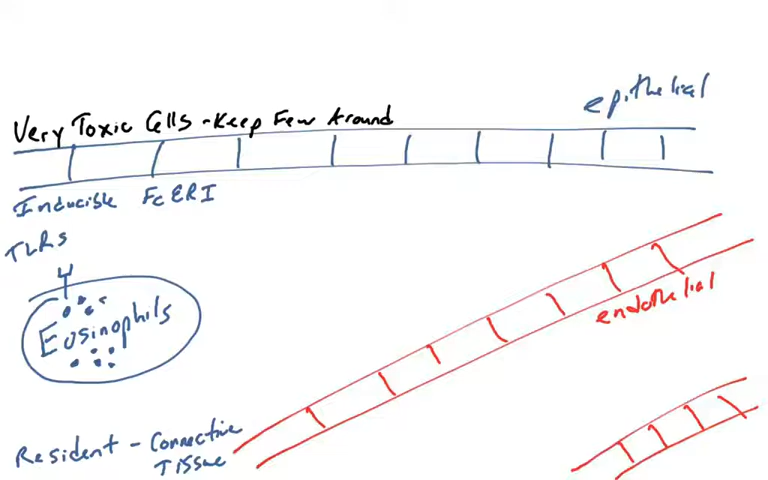 epithelial
Very Toxic Cells - Keep Few Around
Inducible FcERI
TLRs
Eosinophils
endothelial
Resident - Connective
Tissue